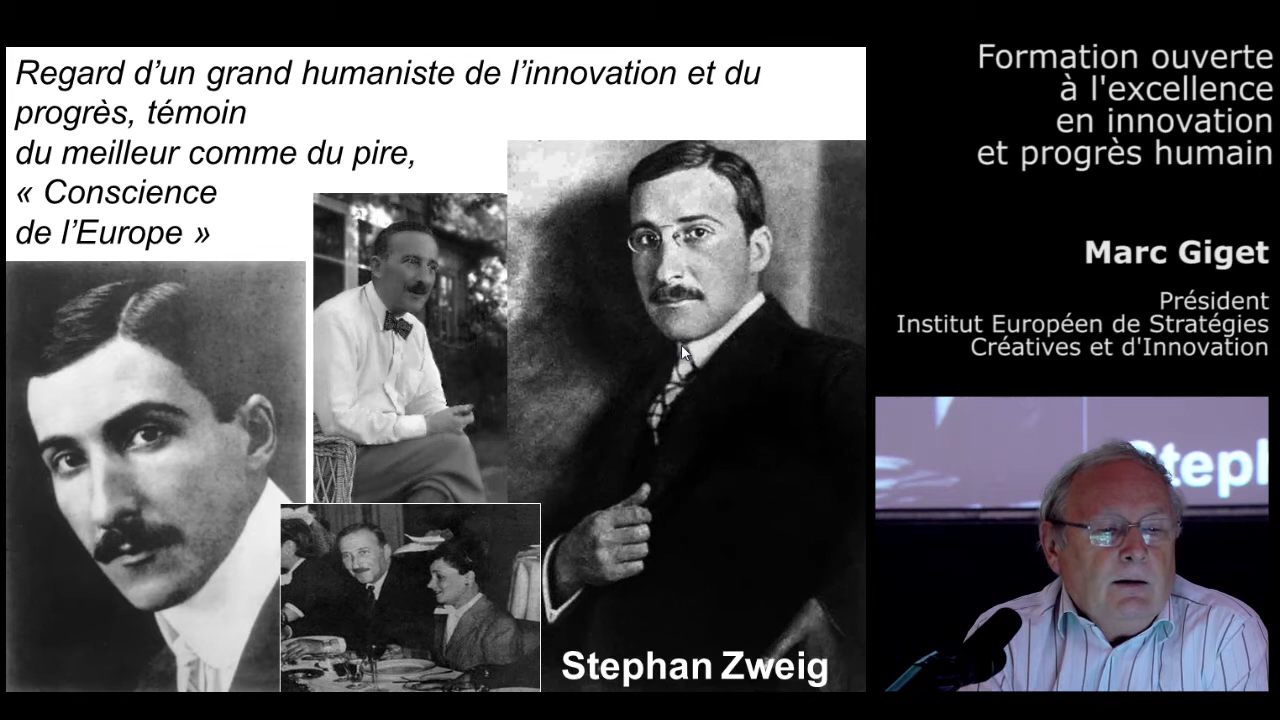 Regard d’un grand humaniste de l’innovation et du
progrès, témoin
du meilleur comme du pire,
« Conscience
de l’Europe »
Stephan Zweig
Formation ouverte
à l'excellence
en innovation
et progrès humain
Marc Giget
Président
Institut Européen de Stratégies
Créatives et d'Innovation
Steph